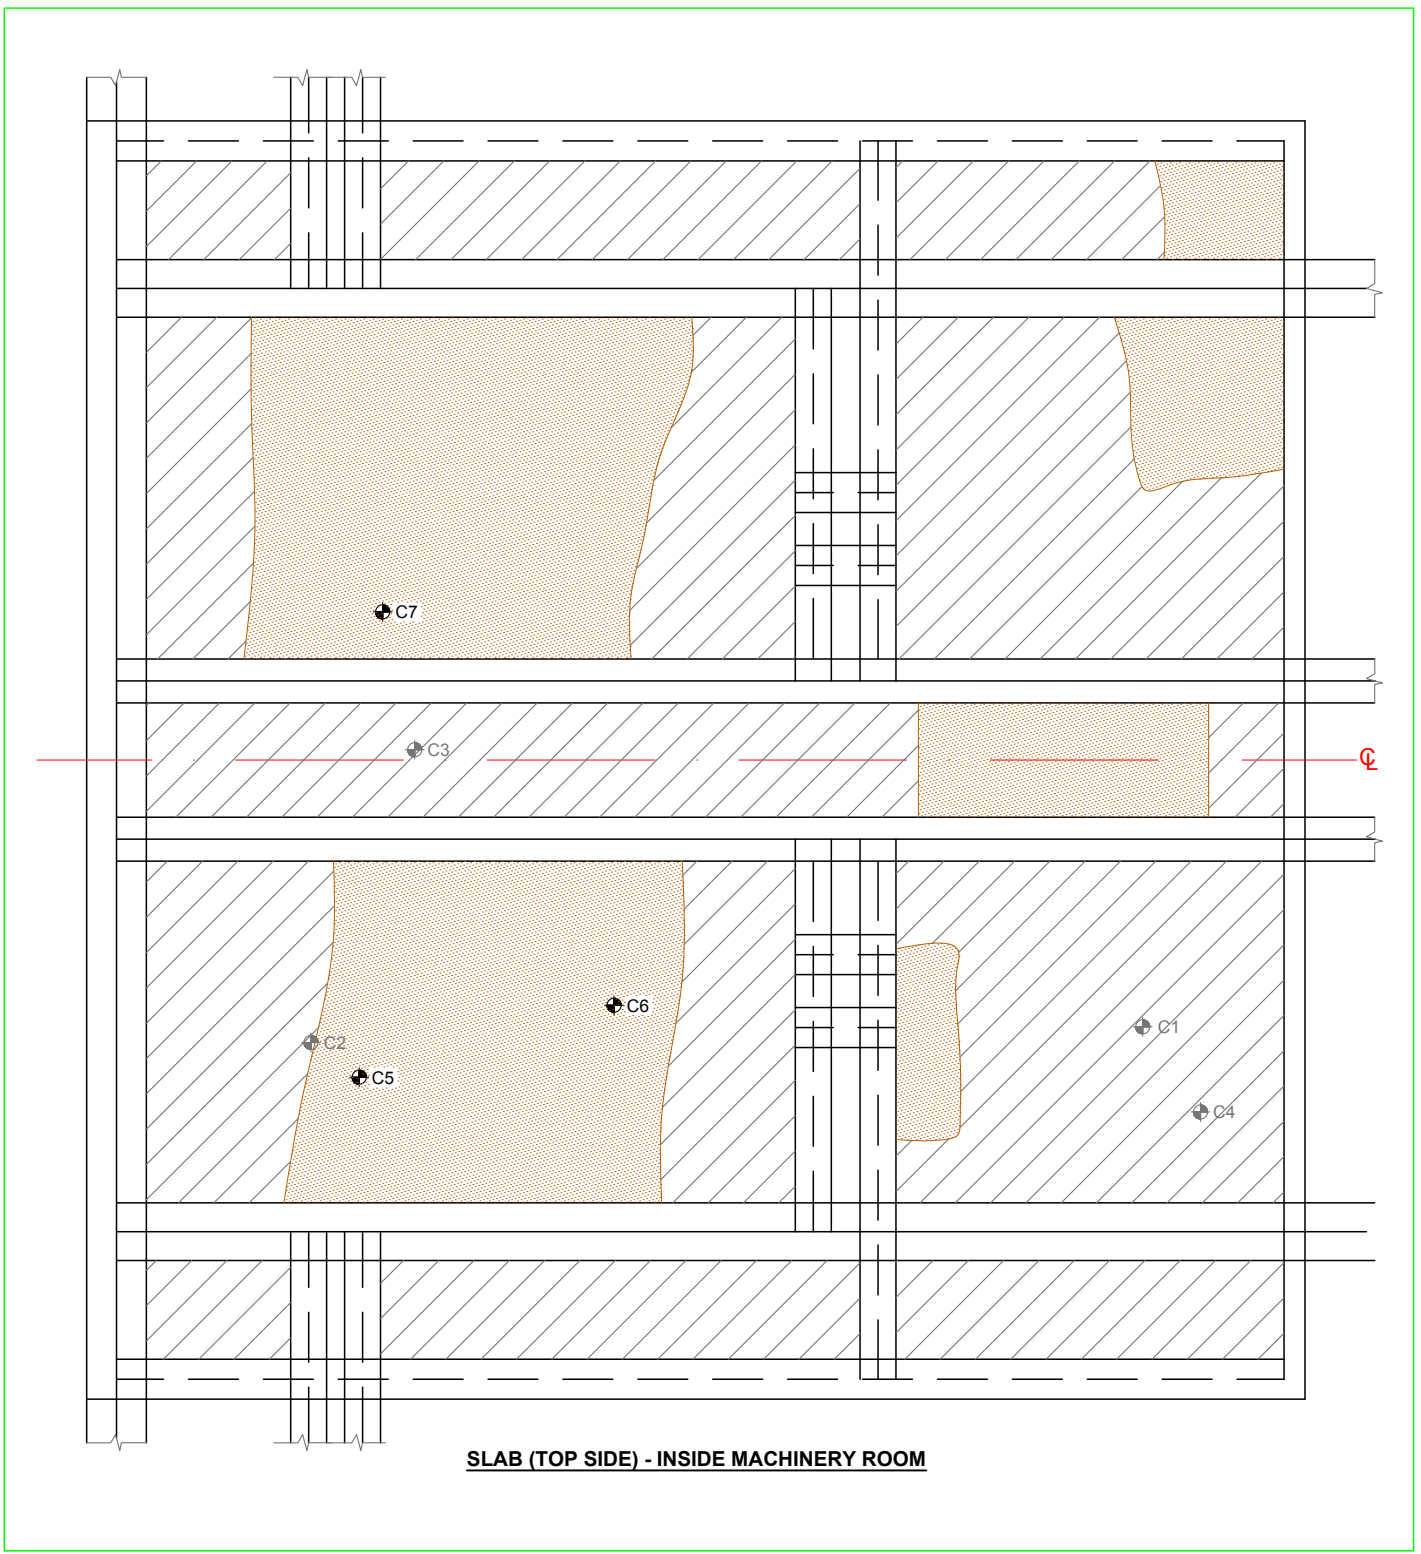 C7
C3
℄
C6
C1
C2
C5
C4
SLAB (TOP SIDE) - INSIDE MACHINERY ROOM